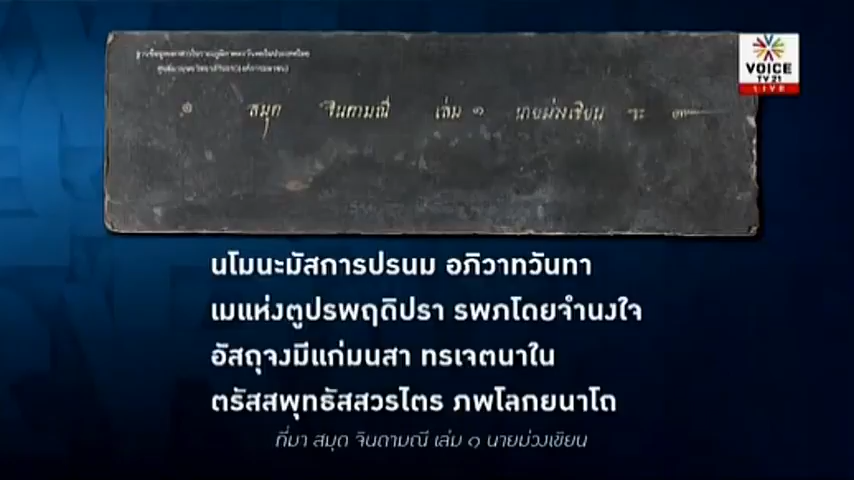 VOICE
TV 21
LIVE
๑ สมุด จินดามณี เล่ม ๑ นายม่วงเขียน
นโมนะมัสการปรนม อภิวาทวันทา
เมแห่งตูปรพฤดิปรา รพภโดยจำนงใจ
อัสถุจงมีแก่มนสา ทรเจตนาใน
ตรัสสพุทธัสสวรไตร ภพโลกยนาโถ
ที่มา สมุด จินดามณี เล่ม ๑ นายม่วงเขียน